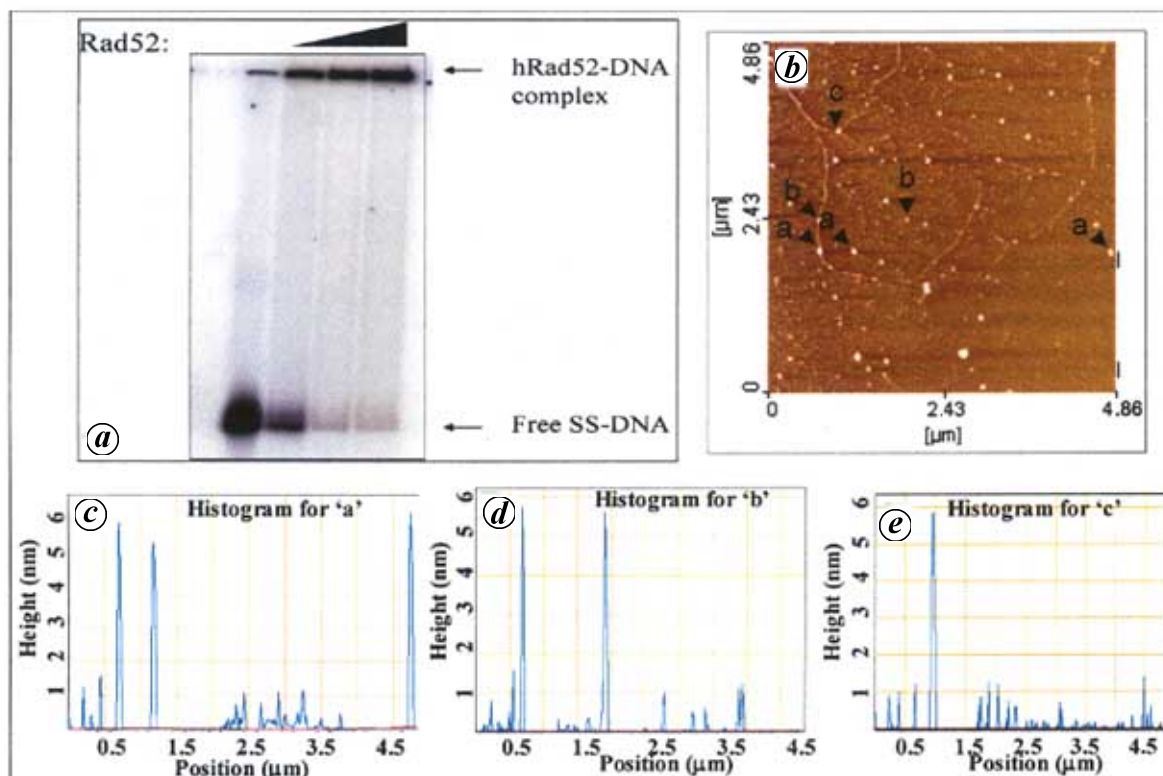 Rad52:
hRad52-DNA
complex
Free SS-DNA
a
b
4.86
[µm]
2.43
0
c
b
b
a
a
a
0
2.43
4.86
[µm]
c
Histogram for ‘a’
Height (nm)
6
5
4
3
2
1
0.5
1.5
2.5
3.5
4.5
Position (µm)
d
Histogram for ‘b’
Height (nm)
6
5
4
3
2
1
0.5
1.5
2.5
3.5
4.5
Position (µm)
e
Histogram for ‘c’
Height (nm)
6
5
4
3
2
1
0.5
1.5
2.5
3.5
4.5
Position (µm)